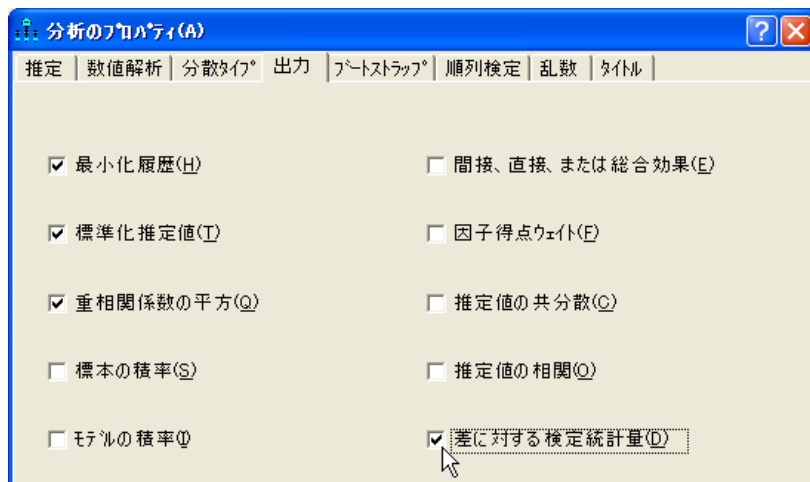 分析のﾌﾟﾛﾊﾟﾃｨ(A)
推定 数値解析 分散ﾀｲﾌﾟ 出力 ﾌﾞｰﾄｽﾄﾗｯﾌﾟ 順列検定 乱数 ﾀｲﾄﾙ
最小化履歴(H) 間接、直接、または総合効果(E)
標準化推定値(T) 因子得点ｳｪｲﾄ(F)
重相関係数の平方(Q) 推定値の共分散(C)
標本の積率(S) 推定値の相関(O)
ﾓﾃﾞﾙの積率(I) 差に対する検定統計量(D)